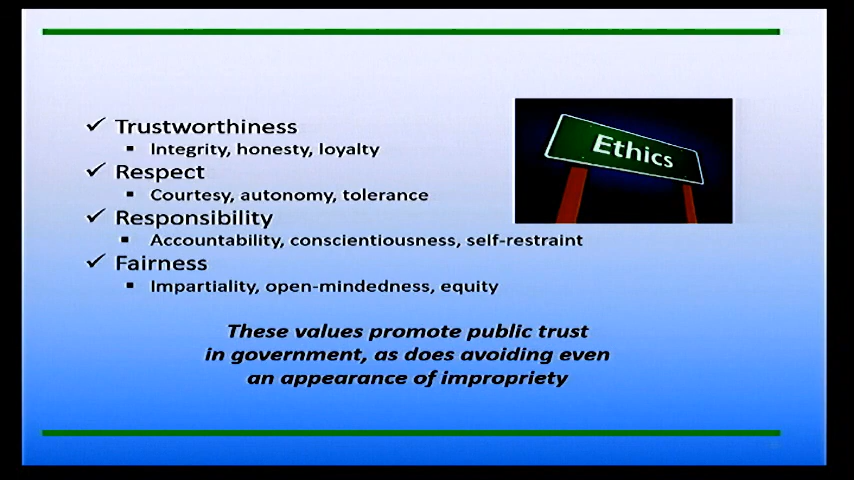 ✓ Trustworthiness
▪ Integrity, honesty, loyalty
✓ Respect
▪ Courtesy, autonomy, tolerance
✓ Responsibility
▪ Accountability, conscientiousness, self-restraint
✓ Fairness
▪ Impartiality, open-mindedness, equity
Ethics
These values promote public trust
in government, as does avoiding even
an appearance of impropriety